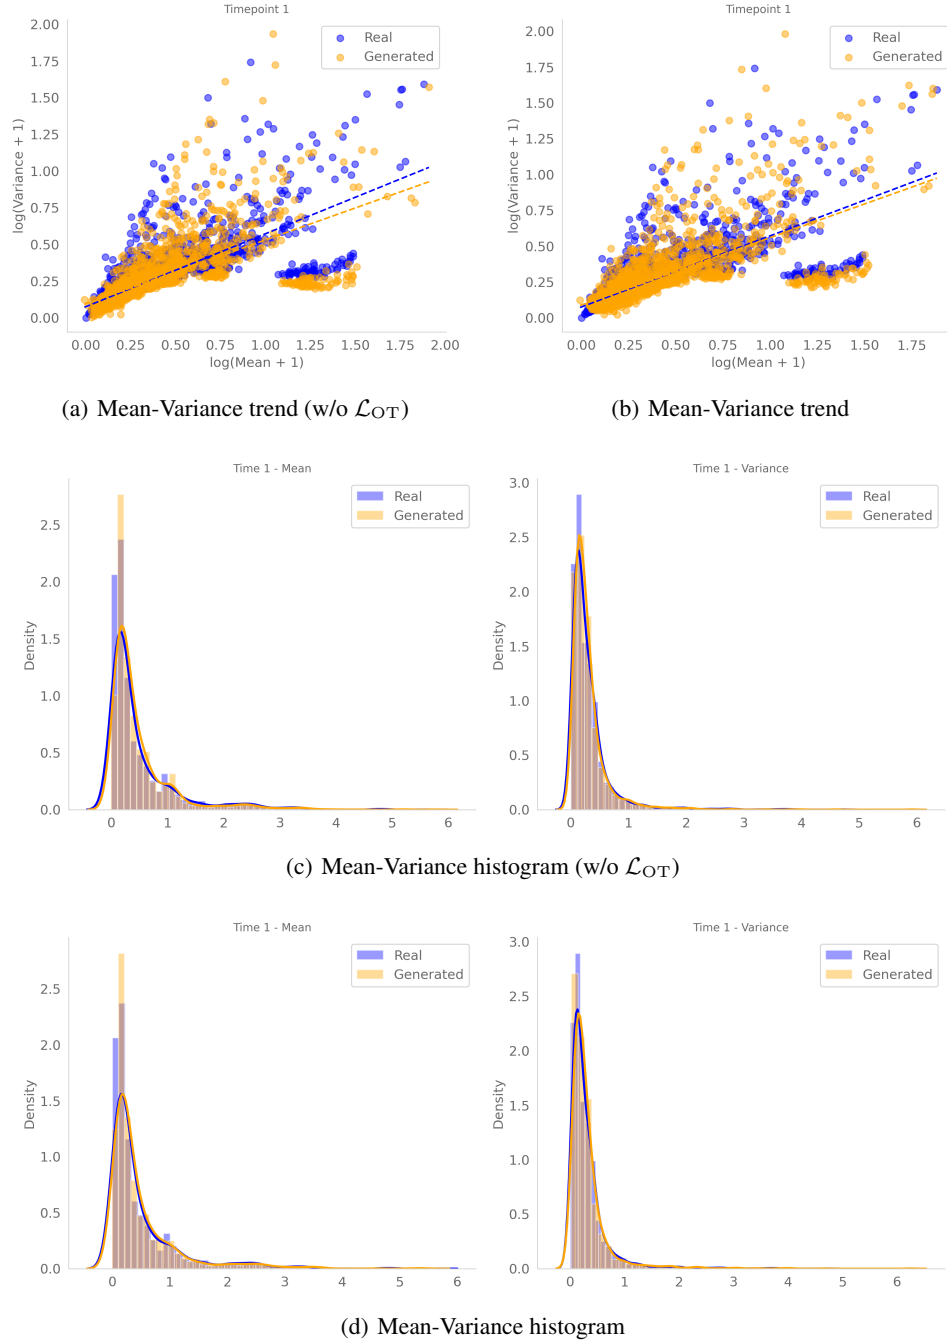 Timepoint 1
2.00
1.75
1.50
1.25
1.00
0.75
0.50
0.25
0.00
log(Variance + 1)
Real
Generated
0.00 0.25 0.50 0.75 1.00 1.25 1.50 1.75 2.00
log(Mean + 1)
(a) Mean-Variance trend (w/o ℒOT)
Timepoint 1
2.00
1.75
1.50
1.25
1.00
0.75
0.50
0.25
0.00
log(Variance + 1)
Real
Generated
0.00 0.25 0.50 0.75 1.00 1.25 1.50 1.75
log(Mean + 1)
(b) Mean-Variance trend
Time 1 - Mean
2.5
2.0
1.5
1.0
0.5
0.0
Density
Real
Generated
0 1 2 3 4 5 6
Time 1 - Variance
3.0
2.5
2.0
1.5
1.0
0.5
0.0
Density
Real
Generated
0 1 2 3 4 5 6
(c) Mean-Variance histogram (w/o ℒOT)
Time 1 - Mean
2.5
2.0
1.5
1.0
0.5
0.0
Density
Real
Generated
0 1 2 3 4 5 6
Time 1 - Variance
3.0
2.5
2.0
1.5
1.0
0.5
0.0
Density
Real
Generated
0 1 2 3 4 5 6
(d) Mean-Variance histogram